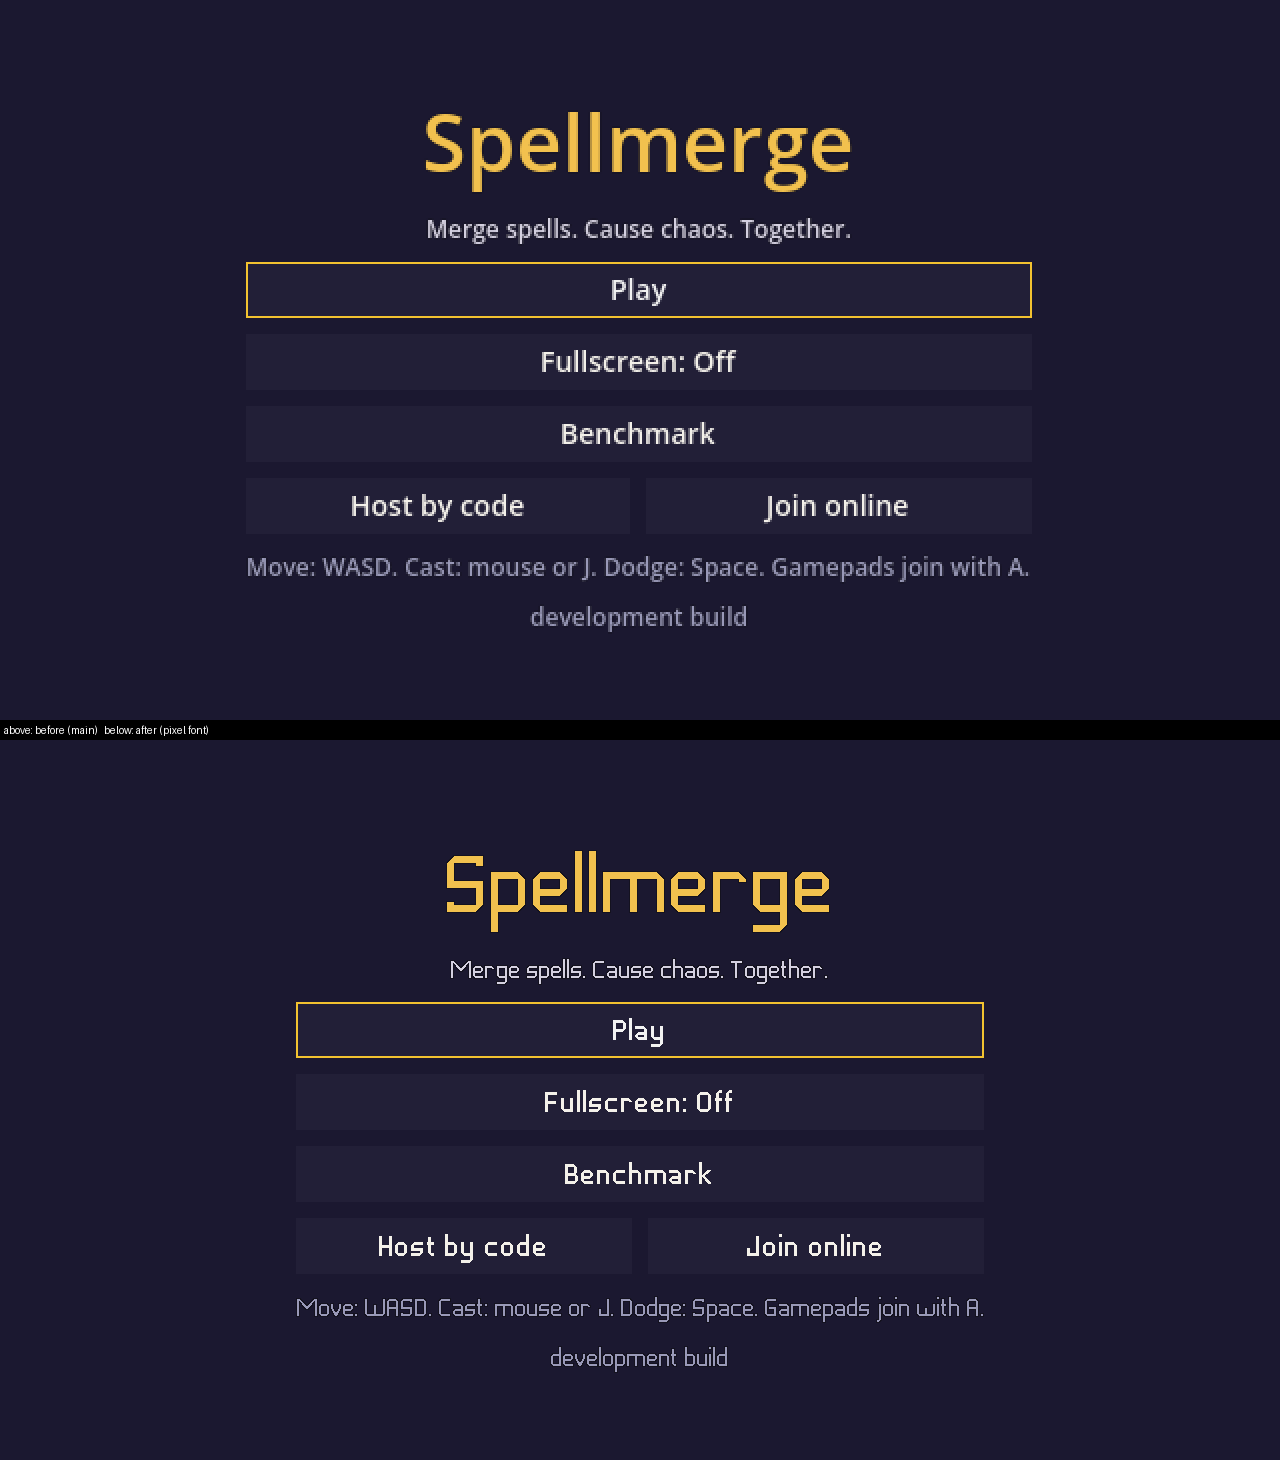 Spellmerge
Merge spells. Cause chaos. Together.
Play
Fullscreen: Off
Benchmark
Host by code Join online
Move: WASD. Cast: mouse or J. Dodge: Space. Gamepads join with A.
development build
above: before (main) below: after (pixel font)
Spellmerge
Merge spells. Cause chaos. Together.
Play
Fullscreen: Off
Benchmark
Host by code Join online
Move: WASD. Cast: mouse or J. Dodge: Space. Gamepads join with A.
development build